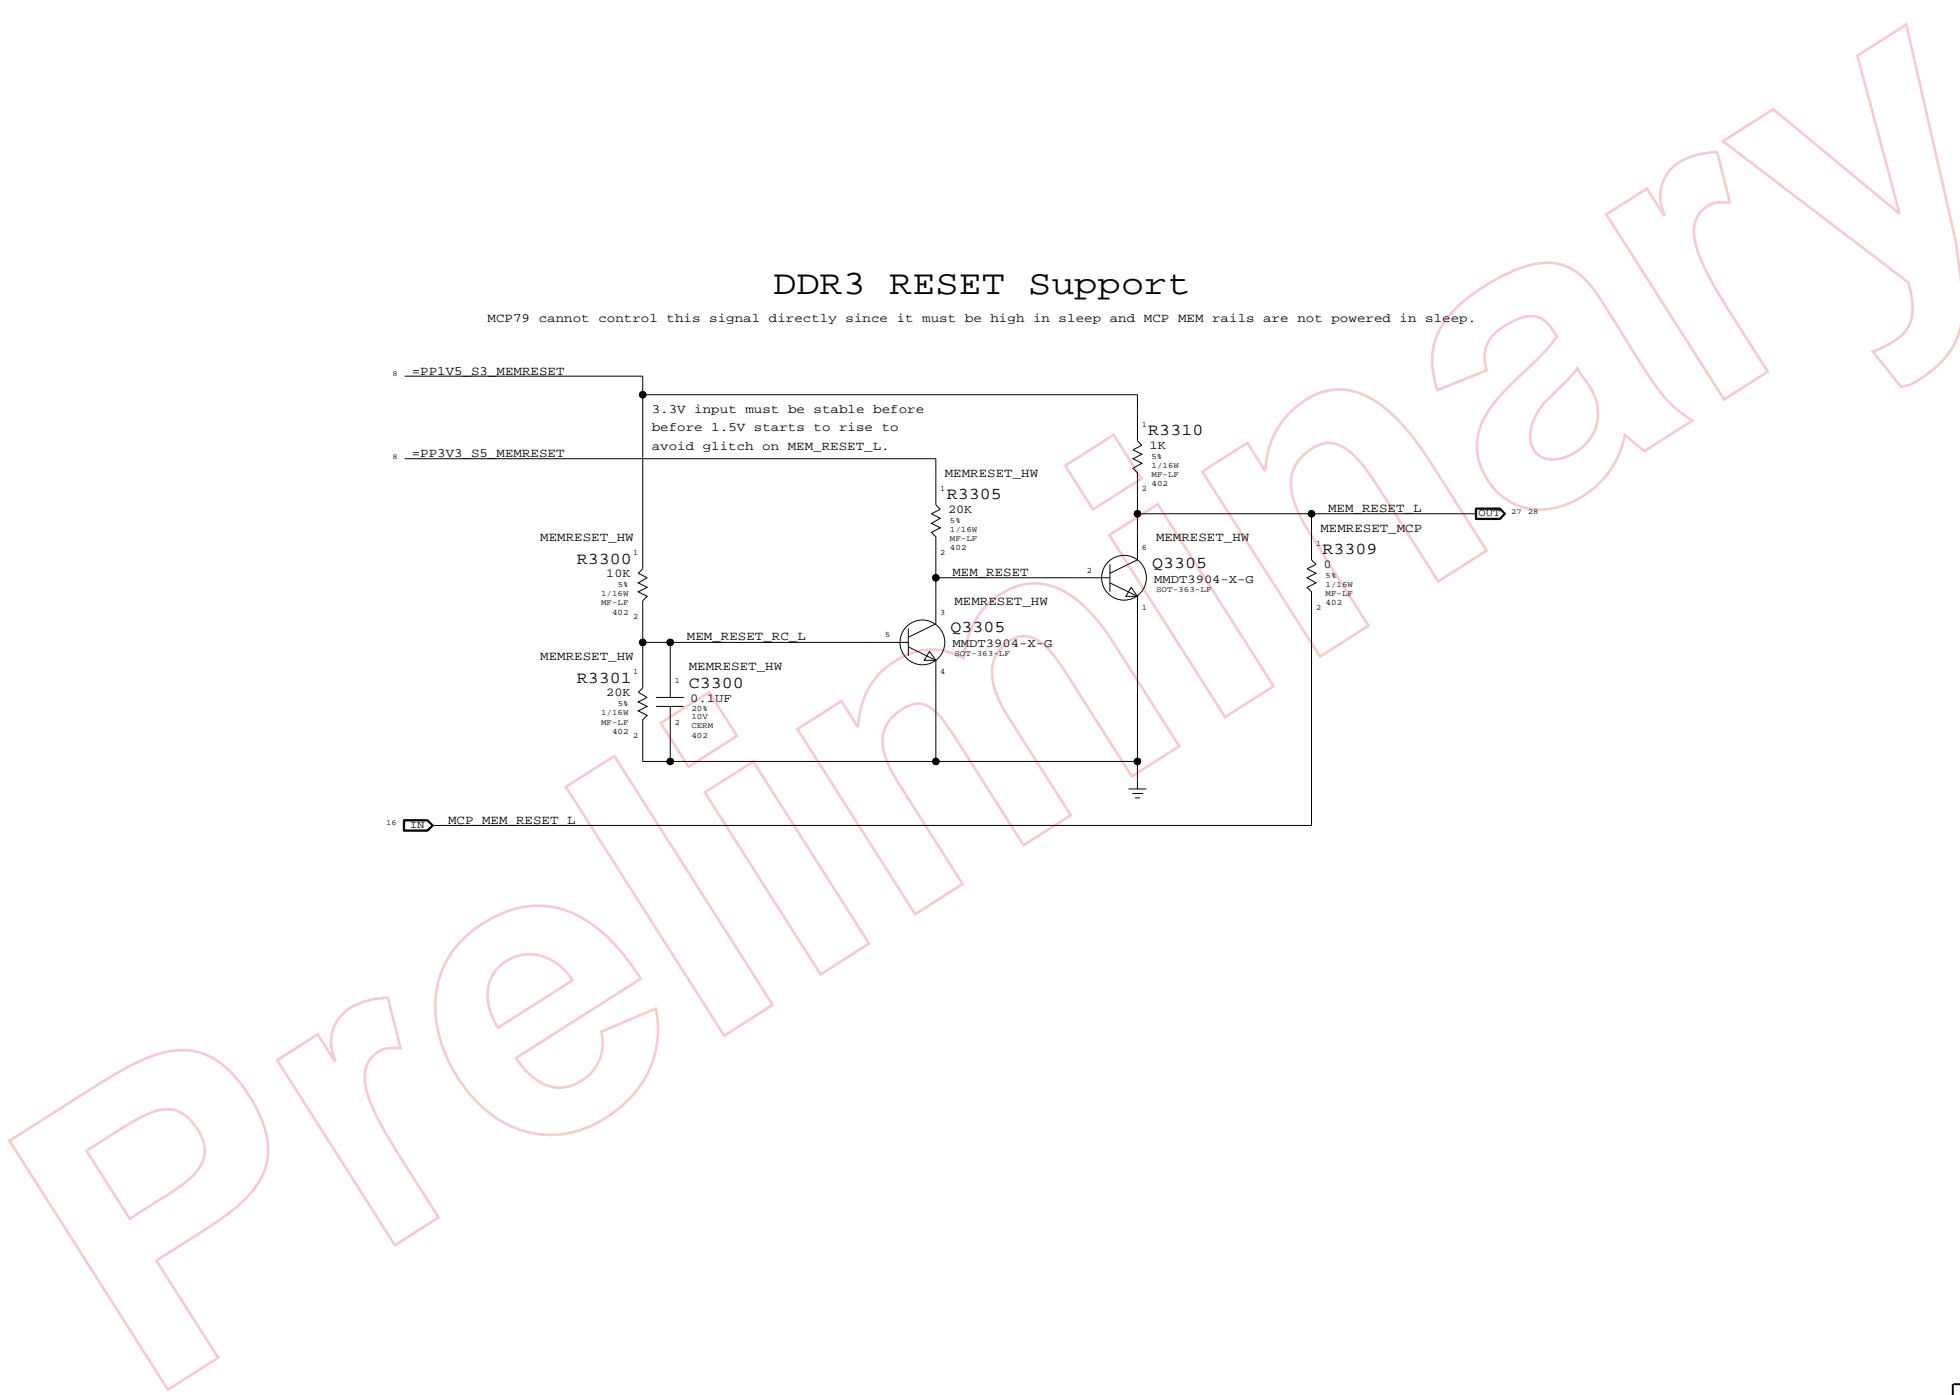 DDR3 RESET Support
MCP79 cannot control this signal directly since it must be high in sleep and MCP MEM rails are not powered in sleep.
8 =PP1V5_S3_MEMRESET
3.3V input must be stable before
before 1.5V starts to rise to
avoid glitch on MEM_RESET_L.
8 =PP3V3_S5_MEMRESET
1
R3310
1K
5%
1/16W
MF-LF
402
2
MEMRESET_HW
1
R3305
20K
5%
1/16W
MF-LF
402
2
MEM_RESET_L
OUT 27 28
MEMRESET_MCP
1
R3309
0
5%
1/16W
MF-LF
402
2
MEMRESET_HW
1
R3300
10K
5%
1/16W
MF-LF
402
2
MEM_RESET
2
MEMRESET_HW
6
Q3305
MMDT3904-X-G
SOT-363-LF
1
MEMRESET_HW
3
Q3305
MMDT3904-X-G
SOT-363-LF
4
MEM_RESET_RC_L
5
MEMRESET_HW
1
R3301
20K
5%
1/16W
MF-LF
402
2
MEMRESET_HW
1
C3300
0.1UF
20%
10V
CERM
402
2
16 IN MCP_MEM_RESET_L
Preliminary